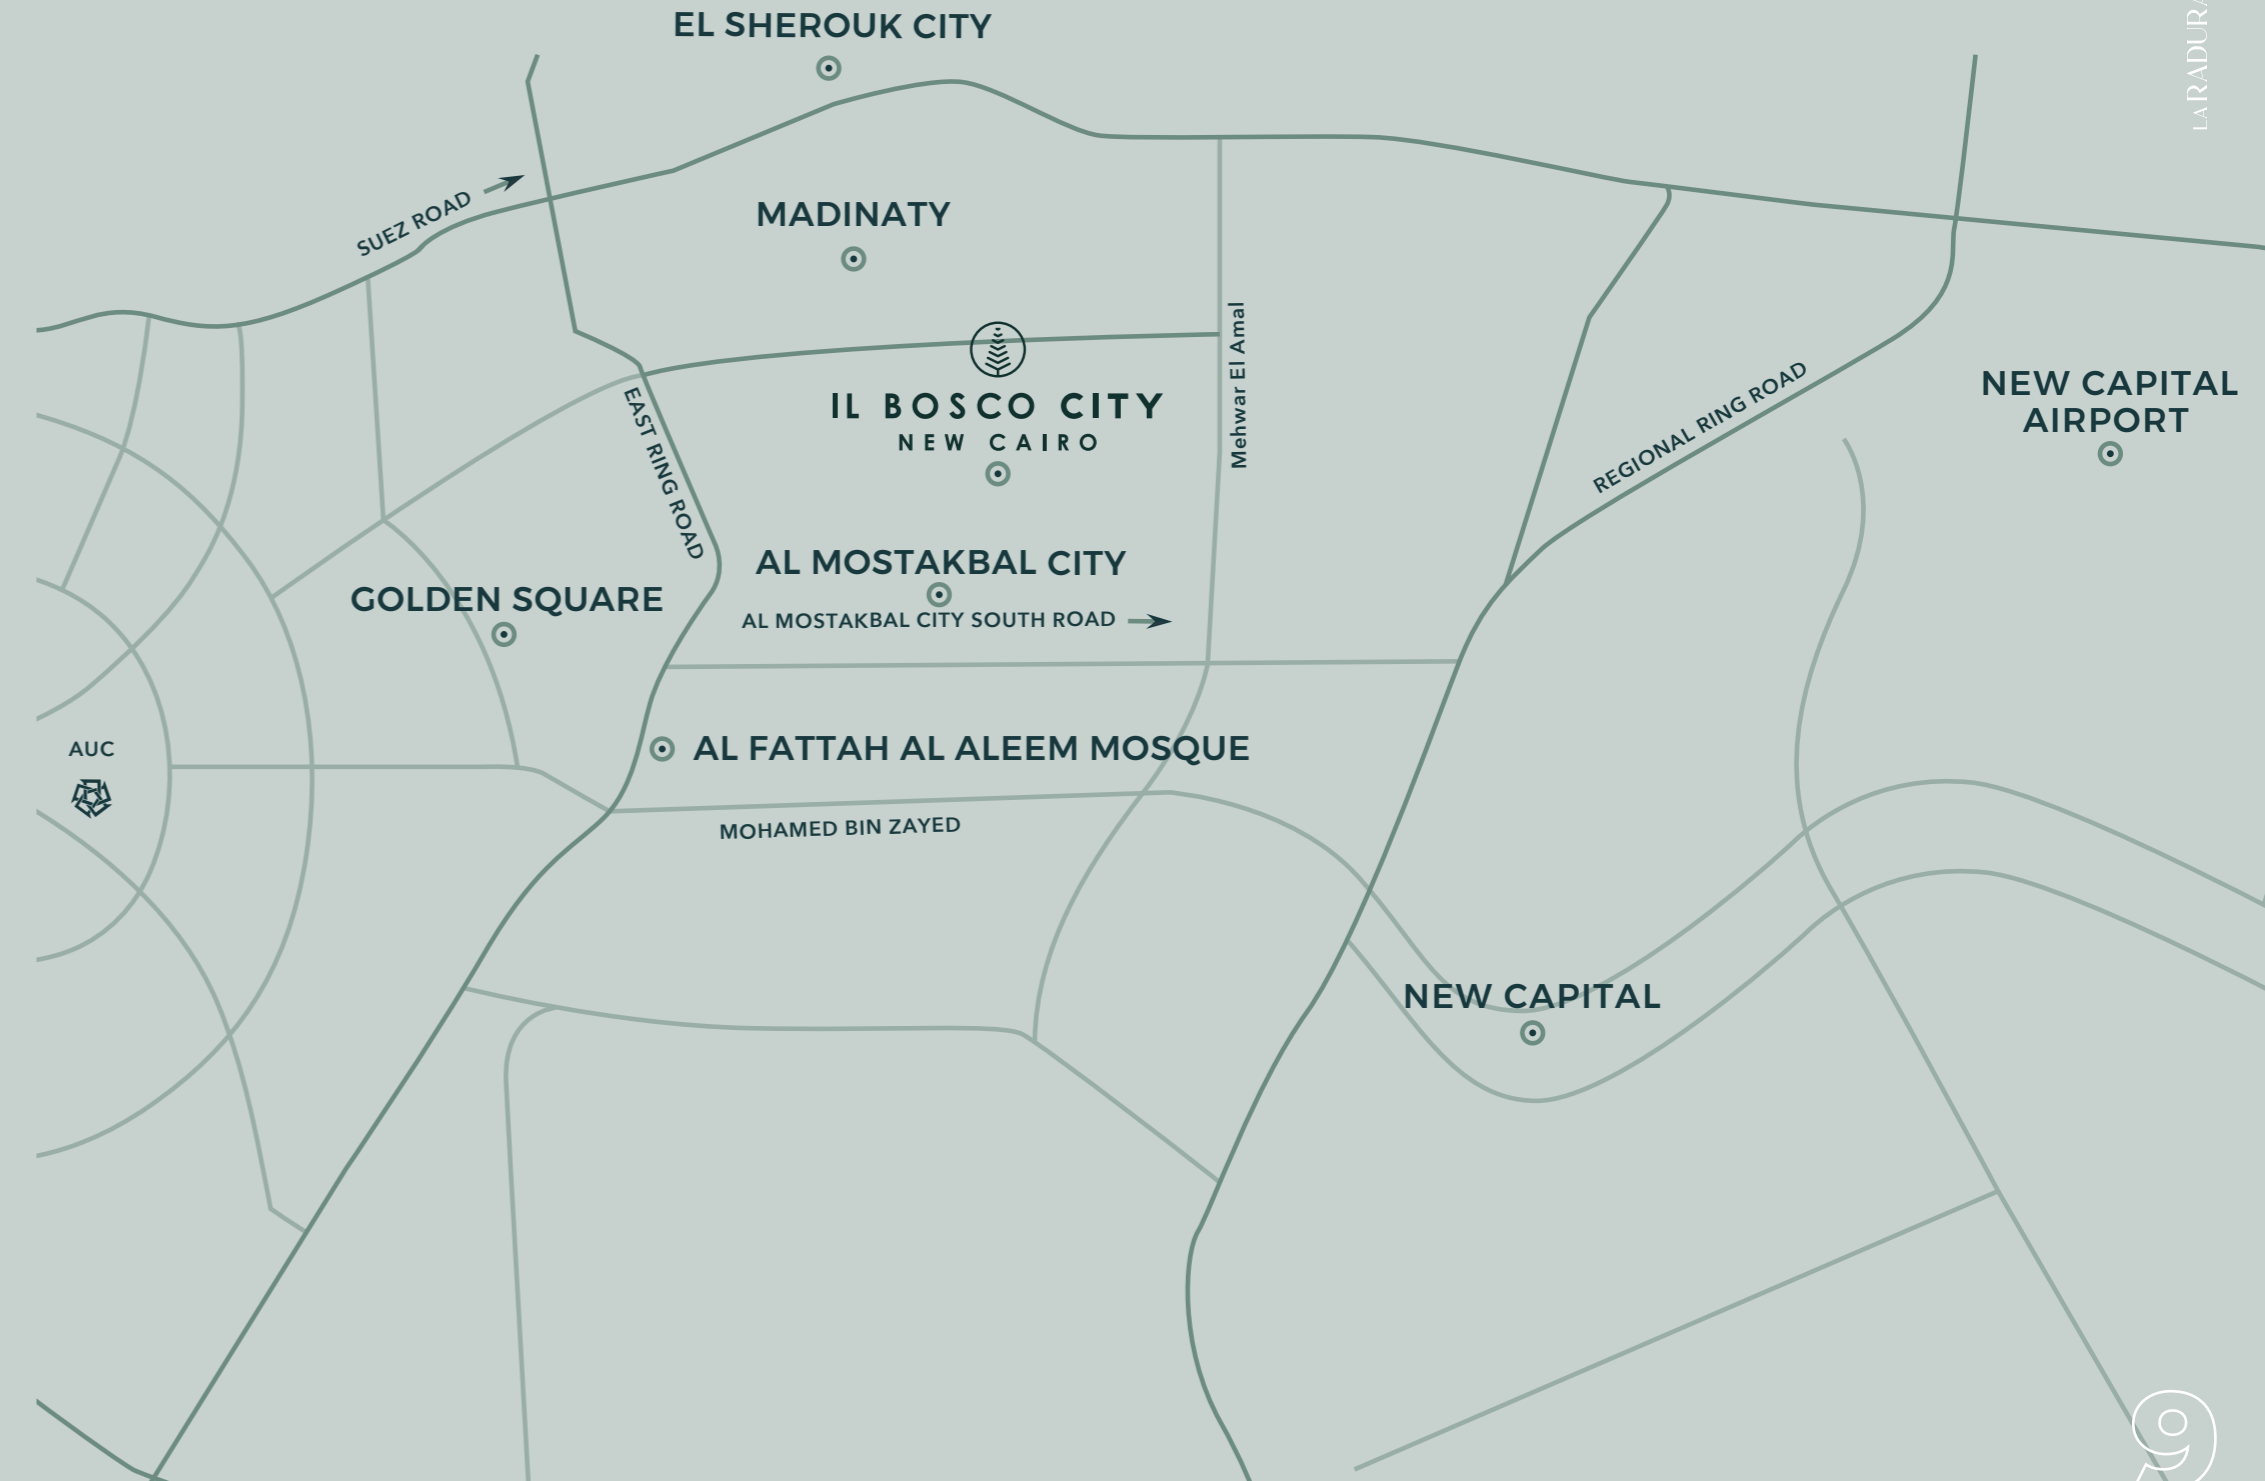 EL SHEROUK CITY
LA RADURA
SUEZ ROAD
MADINATY
Mehwar El Amal
IL BOSCO CITY
NEW CAIRO
EAST RING ROAD
REGIONAL RING ROAD
NEW CAPITAL
AIRPORT
AL MOSTAKBAL CITY
GOLDEN SQUARE
AL MOSTAKBAL CITY SOUTH ROAD
AUC
AL FATTAH AL ALEEM MOSQUE
MOHAMED BIN ZAYED
NEW CAPITAL
9